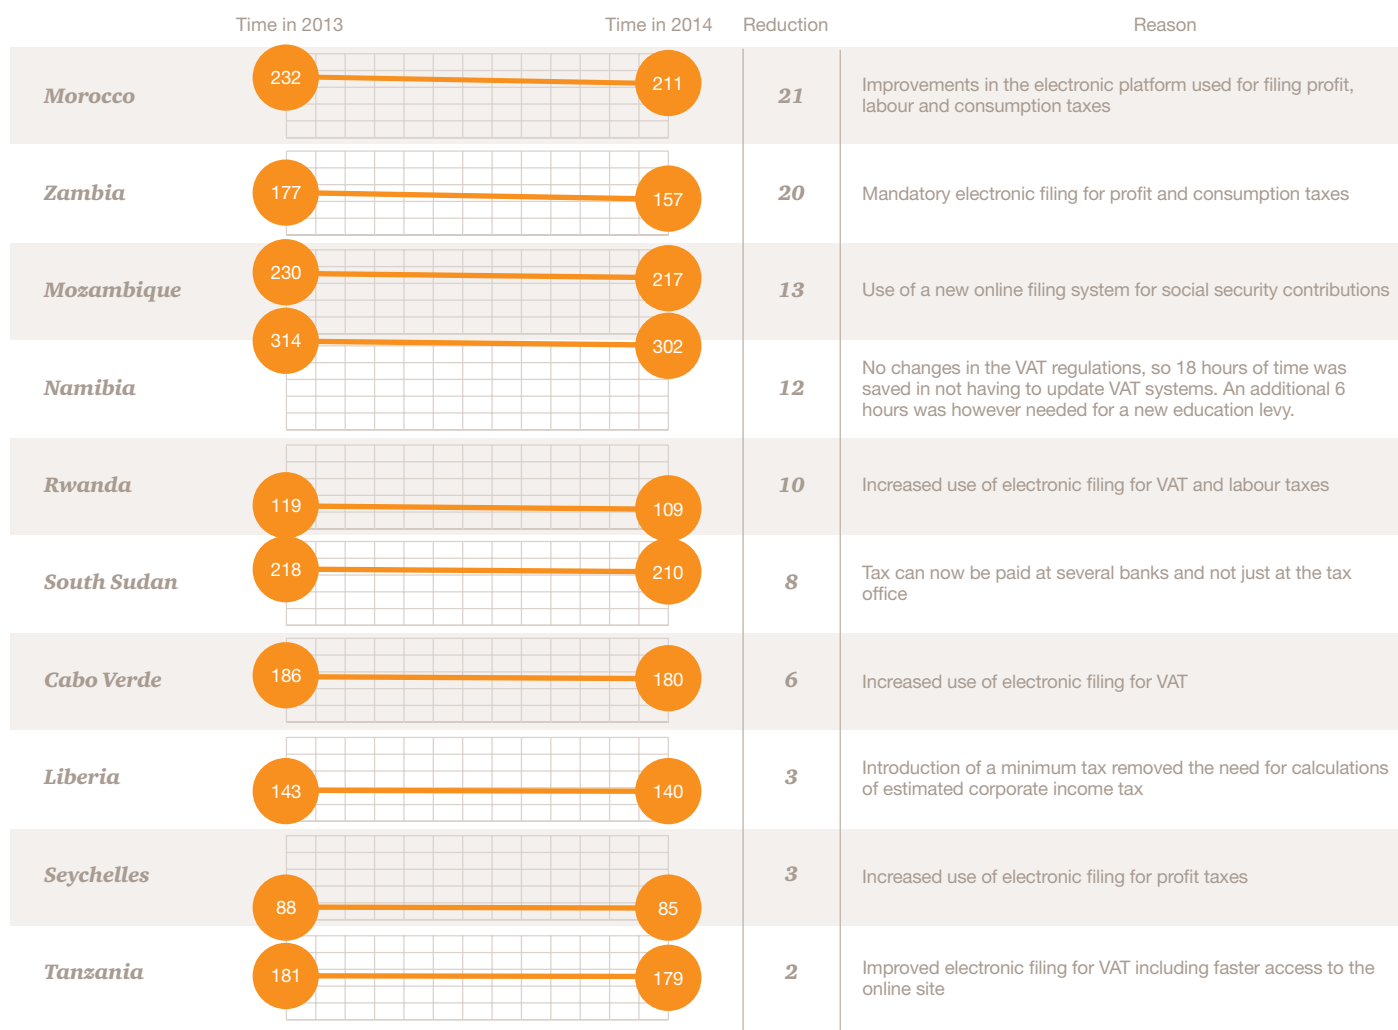 Time in 2013 Time in 2014 Reduction Reason
Morocco 232 211 21 Improvements in the electronic platform used for filing profit,
labour and consumption taxes
Zambia 177 157 20 Mandatory electronic filing for profit and consumption taxes
Mozambique 230 217 13 Use of a new online filing system for social security contributions
Namibia 314 302 12 No changes in the VAT regulations, so 18 hours of time was
saved in not having to update VAT systems. An additional 6
hours was however needed for a new education levy.
Rwanda 119 109 10 Increased use of electronic filing for VAT and labour taxes
South Sudan 218 210 8 Tax can now be paid at several banks and not just at the tax
office
Cabo Verde 186 180 6 Increased use of electronic filing for VAT
Liberia 143 140 3 Introduction of a minimum tax removed the need for calculations
of estimated corporate income tax
Seychelles 88 85 3 Increased use of electronic filing for profit taxes
Tanzania 181 179 2 Improved electronic filing for VAT including faster access to the
online site